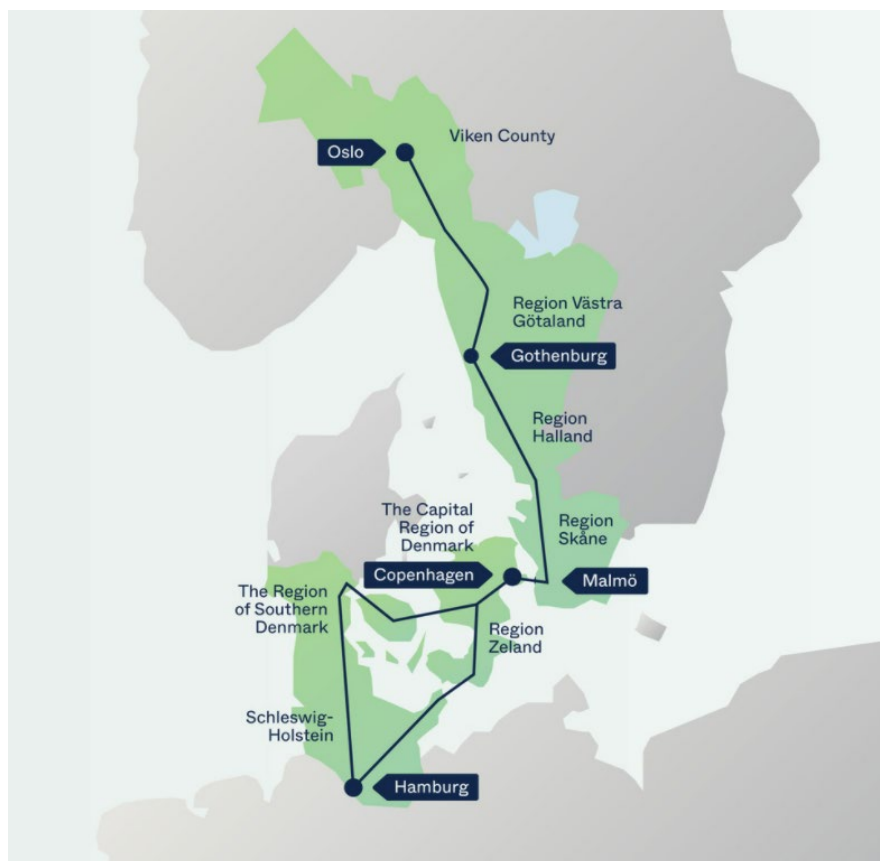 Viken County
Oslo
Region Västra
Götaland
Gothenburg
Region
Halland
The Capital
Region of
Denmark
Region
Skåne
Copenhagen
Malmö
The Region
of Southern
Denmark
Region
Zeland
Schleswig-
Holstein
Hamburg